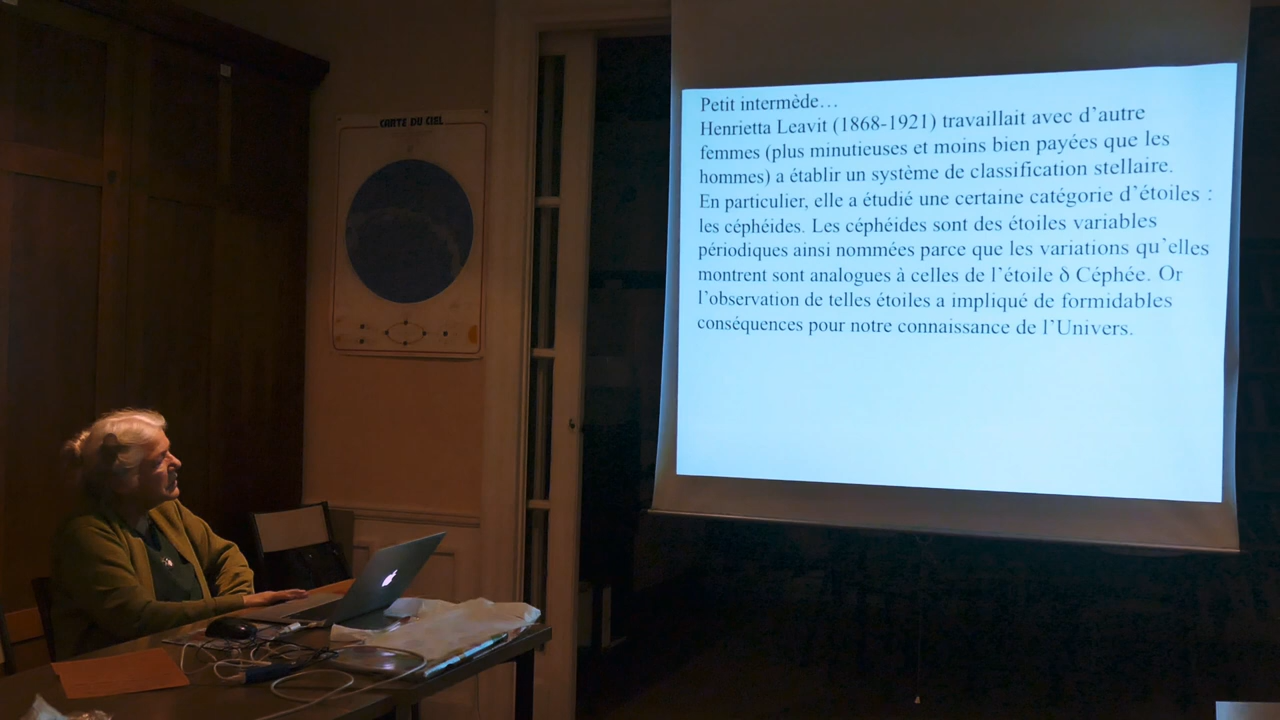 CARTE DU CIEL
Petit intermède…
Henrietta Leavit (1868-1921) travaillait avec d’autre
femmes (plus minutieuses et moins bien payées que les
hommes) a établir un système de classification stellaire.
En particulier, elle a étudié une certaine catégorie d’étoiles :
les céphéides. Les céphéides sont des étoiles variables
périodiques ainsi nommées parce que les variations qu’elles
montrent sont analogues à celles de l’étoile δ Céphée. Or
l’observation de telles étoiles a impliqué de formidables
conséquences pour notre connaissance de l’Univers.